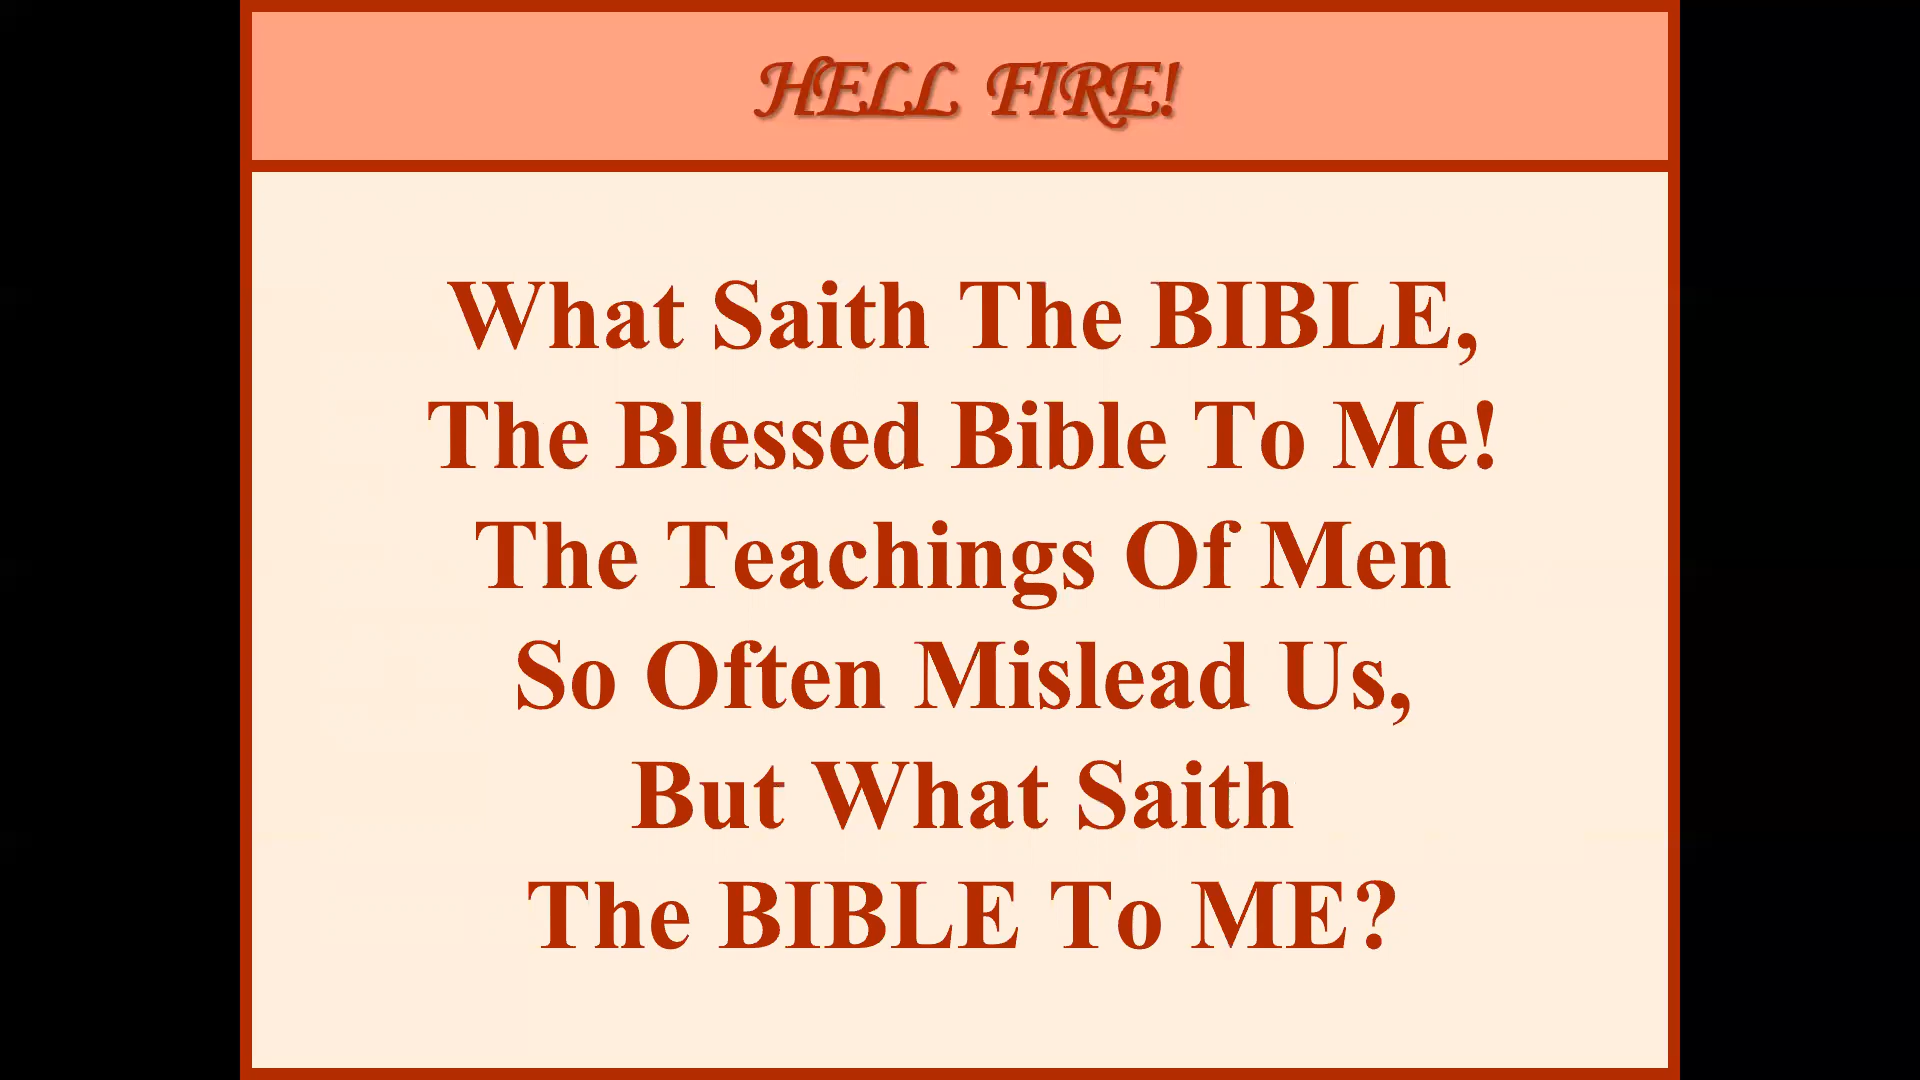 HELL FIRE!
What Saith The BIBLE,
The Blessed Bible To Me!
The Teachings Of Men
So Often Mislead Us,
But What Saith
The BIBLE To ME?